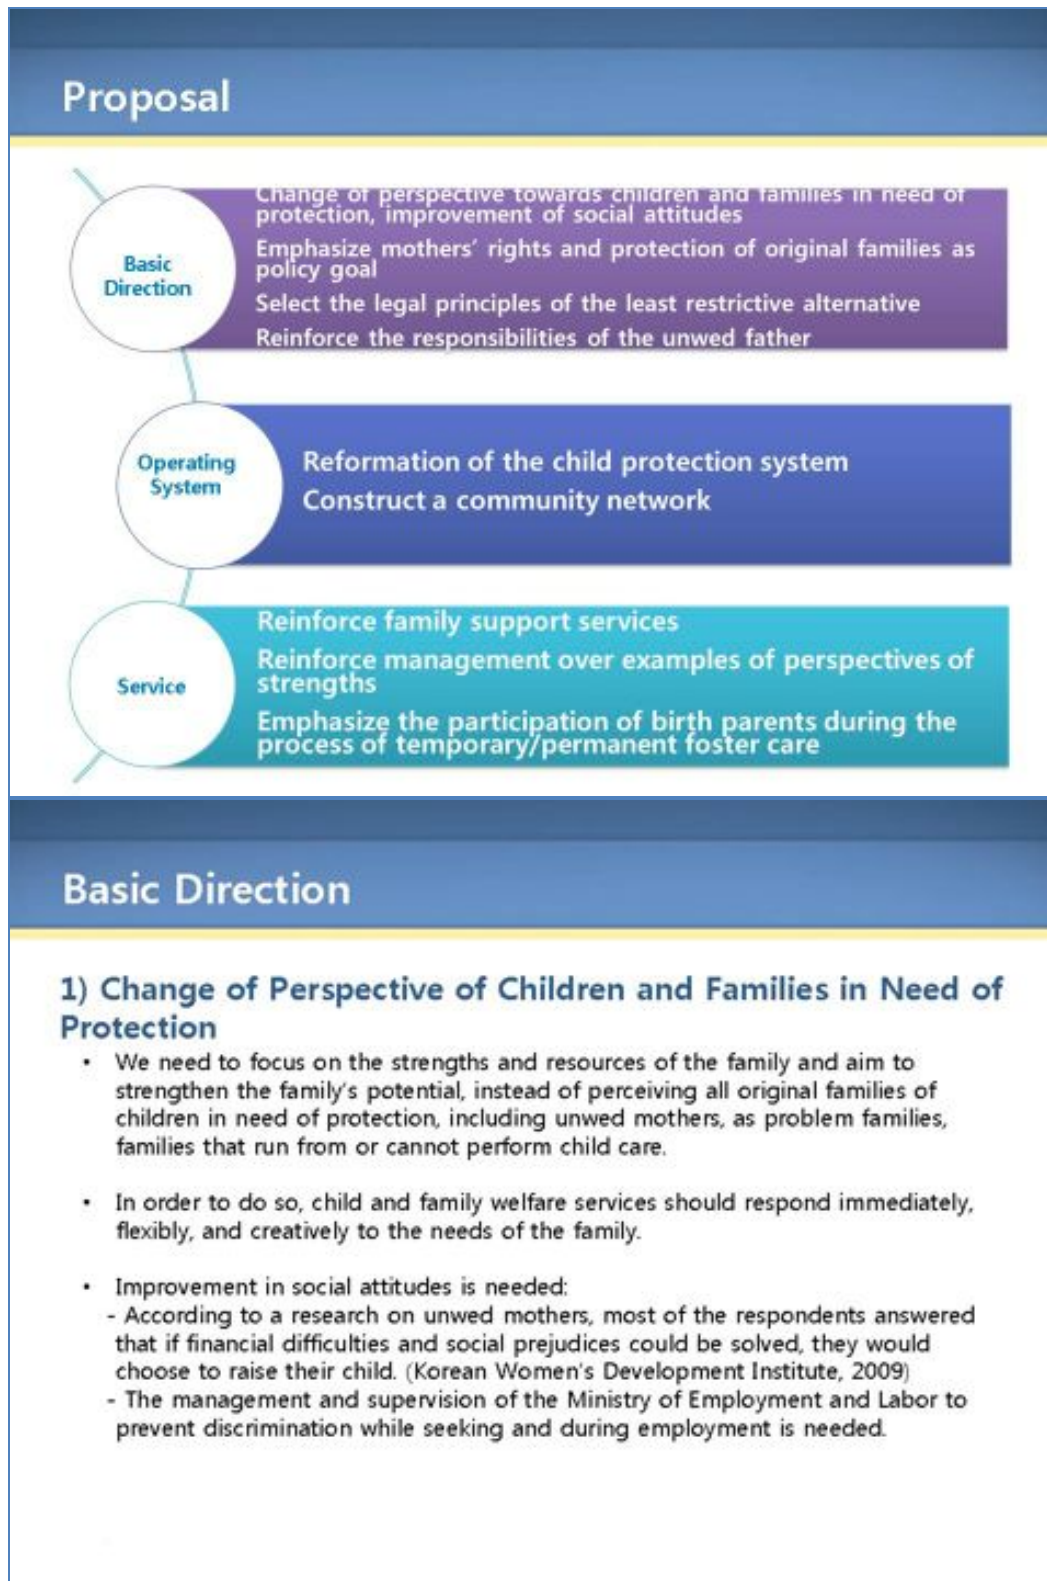 Proposal
Basic
Direction
Change of perspective towards children and families in need of
protection, improvement of social attitudes
Emphasize mothers' rights and protection of original families as
policy goal
Select the legal principles of the least restrictive alternative
Reinforce the responsibilities of the unwed father
Operating
System
Reformation of the child protection system
Construct a community network
Service
Reinforce family support services
Reinforce management over examples of perspectives of
strengths
Emphasize the participation of birth parents during the
process of temporary/permanent foster care
Basic Direction
1) Change of Perspective of Children and Families in Need of
Protection
• We need to focus on the strengths and resources of the family and aim to
strengthen the family's potential, instead of perceiving all original families of
children in need of protection, including unwed mothers, as problem families,
families that run from or cannot perform child care.
• In order to do so, child and family welfare services should respond immediately,
flexibly, and creatively to the needs of the family.
• Improvement in social attitudes is needed:
- According to a research on unwed mothers, most of the respondents answered
that if financial difficulties and social prejudices could be solved, they would
choose to raise their child. (Korean Women's Development Institute, 2009)
- The management and supervision of the Ministry of Employment and Labor to
prevent discrimination while seeking and during employment is needed.